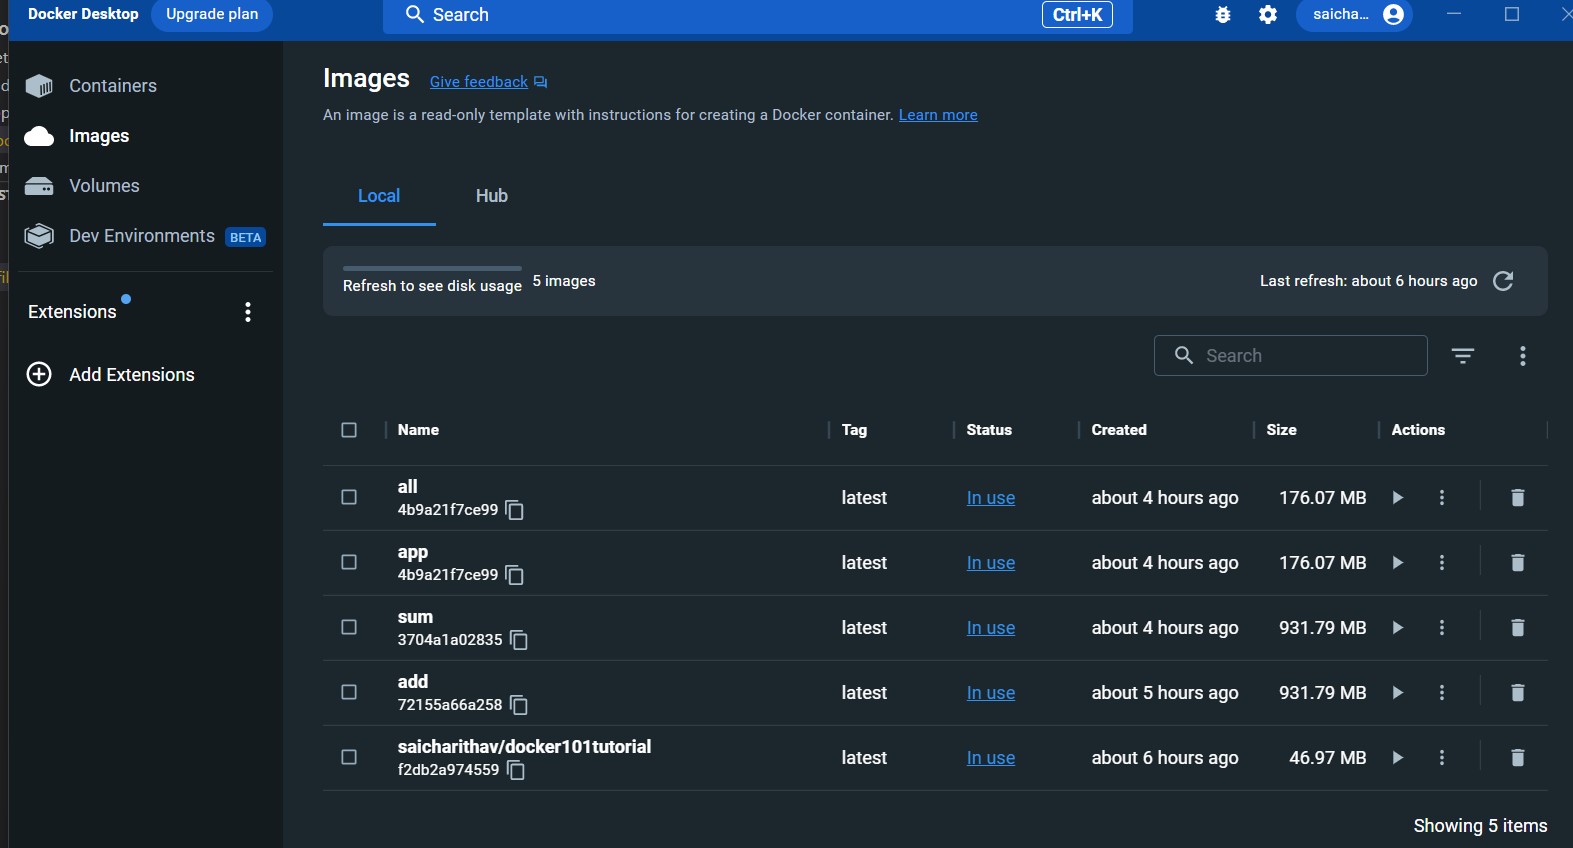 Docker Desktop Upgrade plan Search Ctrl+K saicha...
Containers
Images
Volumes
Dev Environments BETA
Extensions
Add Extensions
Images Give feedback
An image is a read-only template with instructions for creating a Docker container. Learn more
Local Hub
Refresh to see disk usage 5 images Last refresh: about 6 hours ago
Search
Name Tag Status Created Size Actions
all
4b9a21f7ce99
latest In use about 4 hours ago 176.07 MB
app
4b9a21f7ce99
latest In use about 4 hours ago 176.07 MB
sum
3704a1a02835
latest In use about 4 hours ago 931.79 MB
add
72155a66a258
latest In use about 5 hours ago 931.79 MB
saicharithav/docker101tutorial
f2db2a974559
latest In use about 6 hours ago 46.97 MB
Showing 5 items